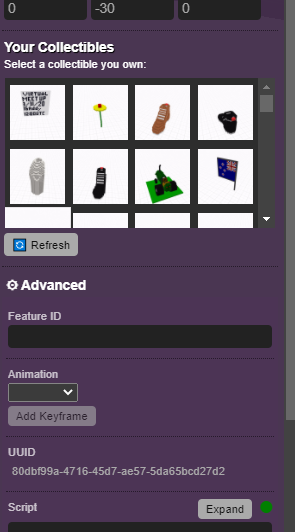 0 -30 0
Your Collectibles
Select a collectible you own:
VIRTUAL
MEETUP
Refresh
Advanced
Feature ID
Animation
Add Keyframe
UUID
80dbf99a-4716-45d7-ae57-5da65bcd27d2
Script Expand